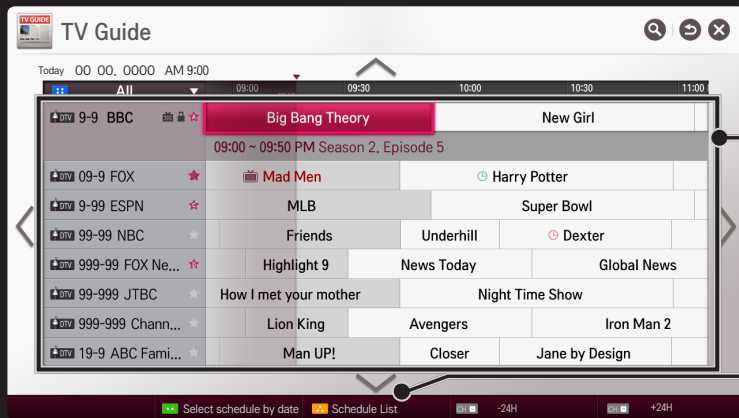 TV GUIDE
TV Guide
Today 00 00, 0000 AM 9:00
All 09:00 09:30 10:00 10:30 11:00
DTV 9-9 BBC Big Bang Theory New Girl
09:00 ~ 09:50 PM Season 2, Episode 5
DTV 09-9 FOX Mad Men Harry Potter
DTV 9-99 ESPN MLB Super Bowl
DTV 99-99 NBC Friends Underhill Dexter
DTV 999-99 FOX Ne... Highlight 9 News Today Global News
DTV 99-999 JTBC How I met your mother Night Time Show
DTV 999-999 Chann... Lion King Avengers Iron Man 2
DTV 19-9 ABC Fami... Man UP! Closer Jane by Design
Select schedule by date Schedule List CH -24H CH +24H